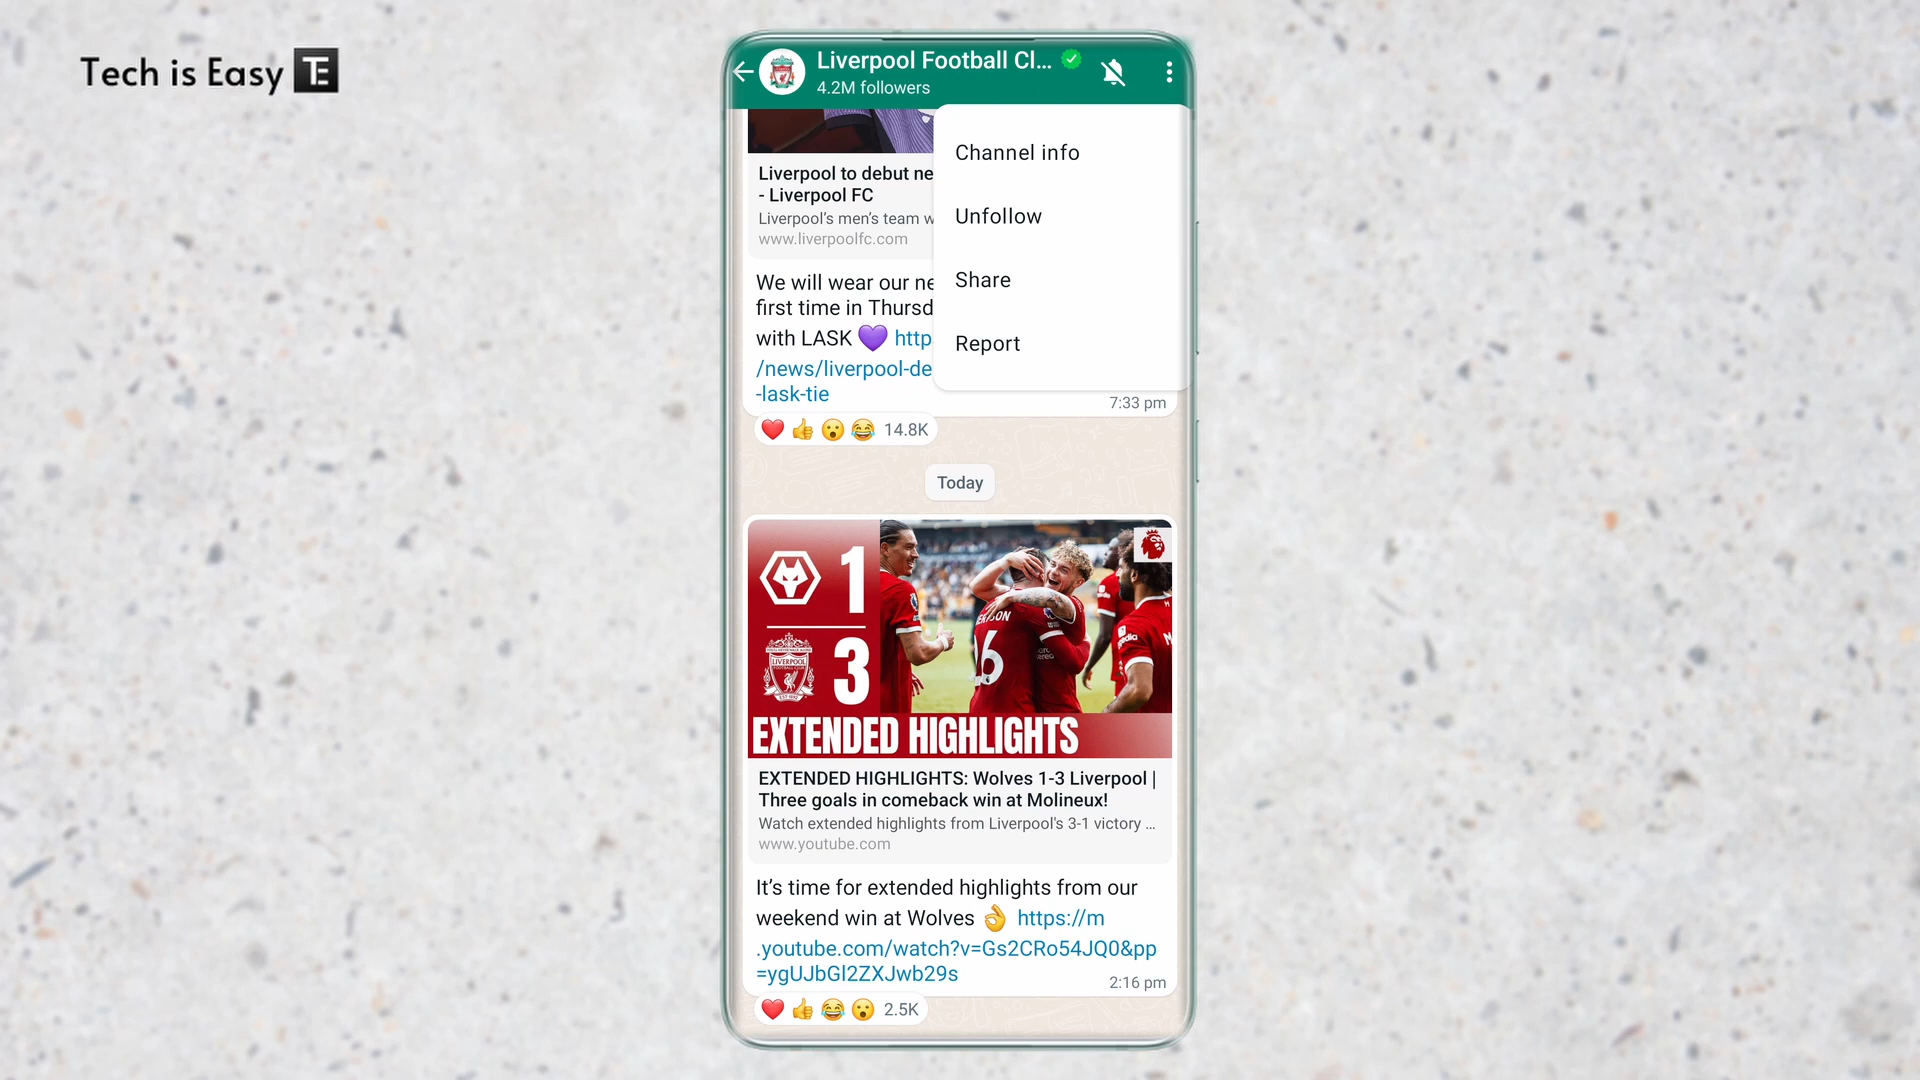 Tech is Easy TE
Liverpool Football Cl...
4.2M followers
Channel info
Unfollow
Share
Report
Liverpool to debut ne
- Liverpool FC
Liverpool's men's team w
www.liverpoolfc.com
We will wear our ne
first time in Thursd
with LASK 💜 http
/news/liverpool-de
-lask-tie
7:33 pm
❤️ 👍 😮 😂 14.8K
Today
1
LIVERPOOL
3
16
EXTENDED HIGHLIGHTS
EXTENDED HIGHLIGHTS: Wolves 1-3 Liverpool |
Three goals in comeback win at Molineux!
Watch extended highlights from Liverpool's 3-1 victory ...
www.youtube.com
It's time for extended highlights from our
weekend win at Wolves 👌 https://m
.youtube.com/watch?v=Gs2CRo54JQ0&pp
=ygUJbGl2ZXJwb29s
2:16 pm
❤️ 👍 😂 😮 2.5K